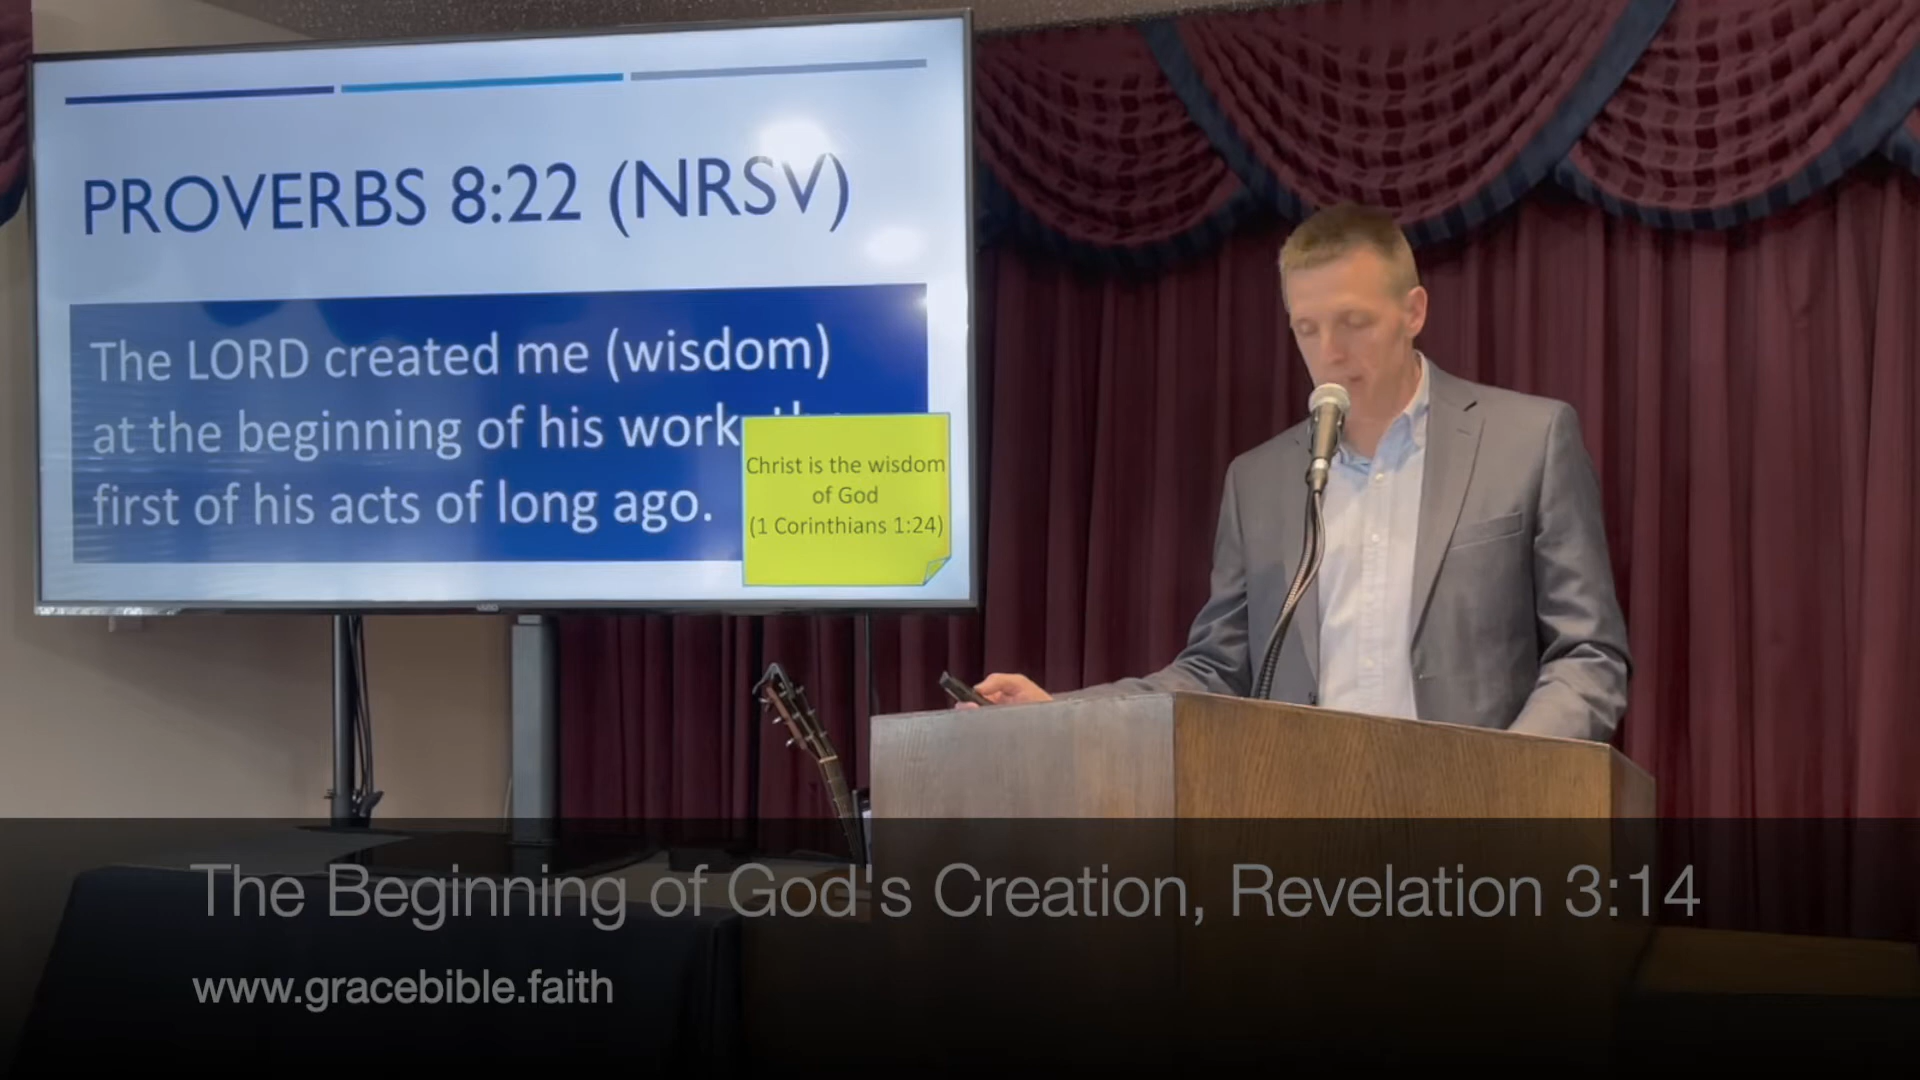 PROVERBS 8:22 (NRSV)
The LORD created me (wisdom)
at the beginning of his work
first of his acts of long ago.
Christ is the wisdom
of God
(1 Corinthians 1:24)
VIZIO
The Beginning of God's Creation, Revelation 3:14
www.gracebible.faith